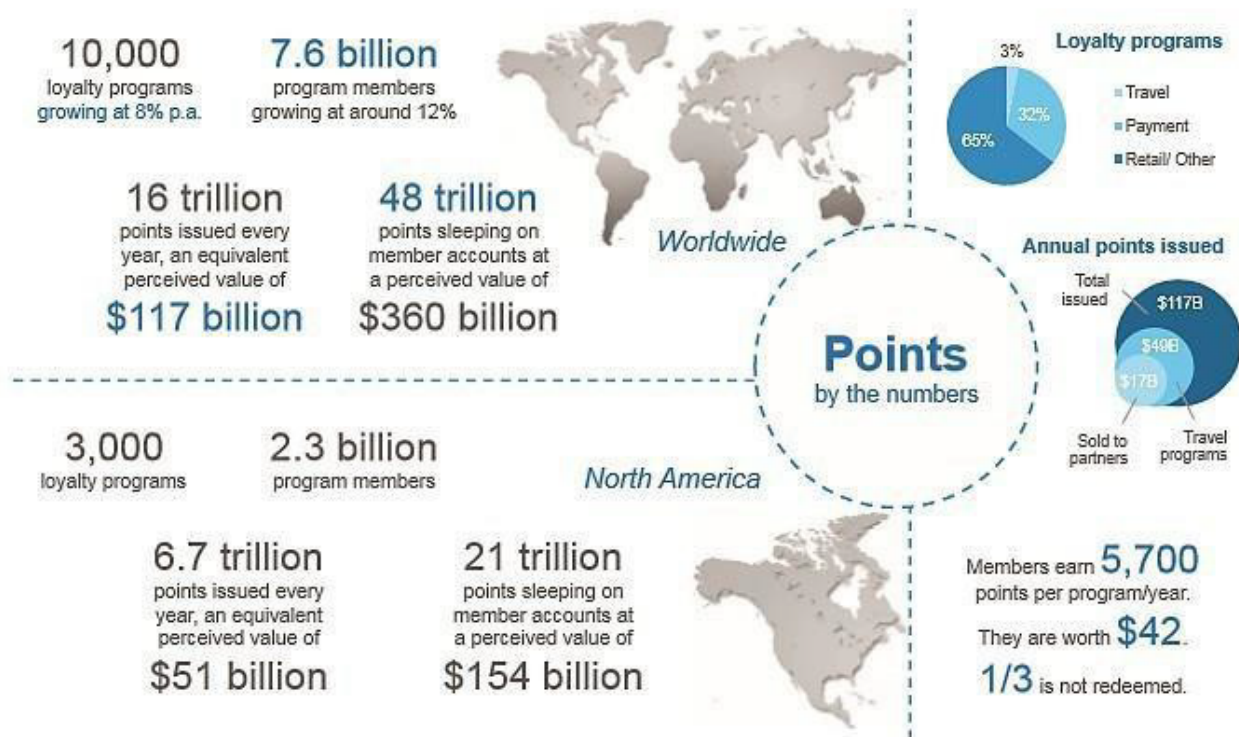 10,000
loyalty programs
growing at 8% p.a.
7.6 billion
program members
growing at around 12%
16 trillion
points issued every
year, an equivalent
perceived value of
$117 billion
48 trillion
points sleeping on
member accounts at
a perceived value of
$360 billion
Worldwide
Loyalty programs
3%
32%
65%
Travel
Payment
Retail/ Other
Annual points issued
Total
issued
$117B
$49B
$17B
Sold to
partners
Travel
programs
Points
by the numbers
3,000
loyalty programs
2.3 billion
program members
North America
6.7 trillion
points issued every
year, an equivalent
perceived value of
$51 billion
21 trillion
points sleeping on
member accounts at
a perceived value of
$154 billion
Members earn 5,700
points per program/year.
They are worth $42.
1/3 is not redeemed.